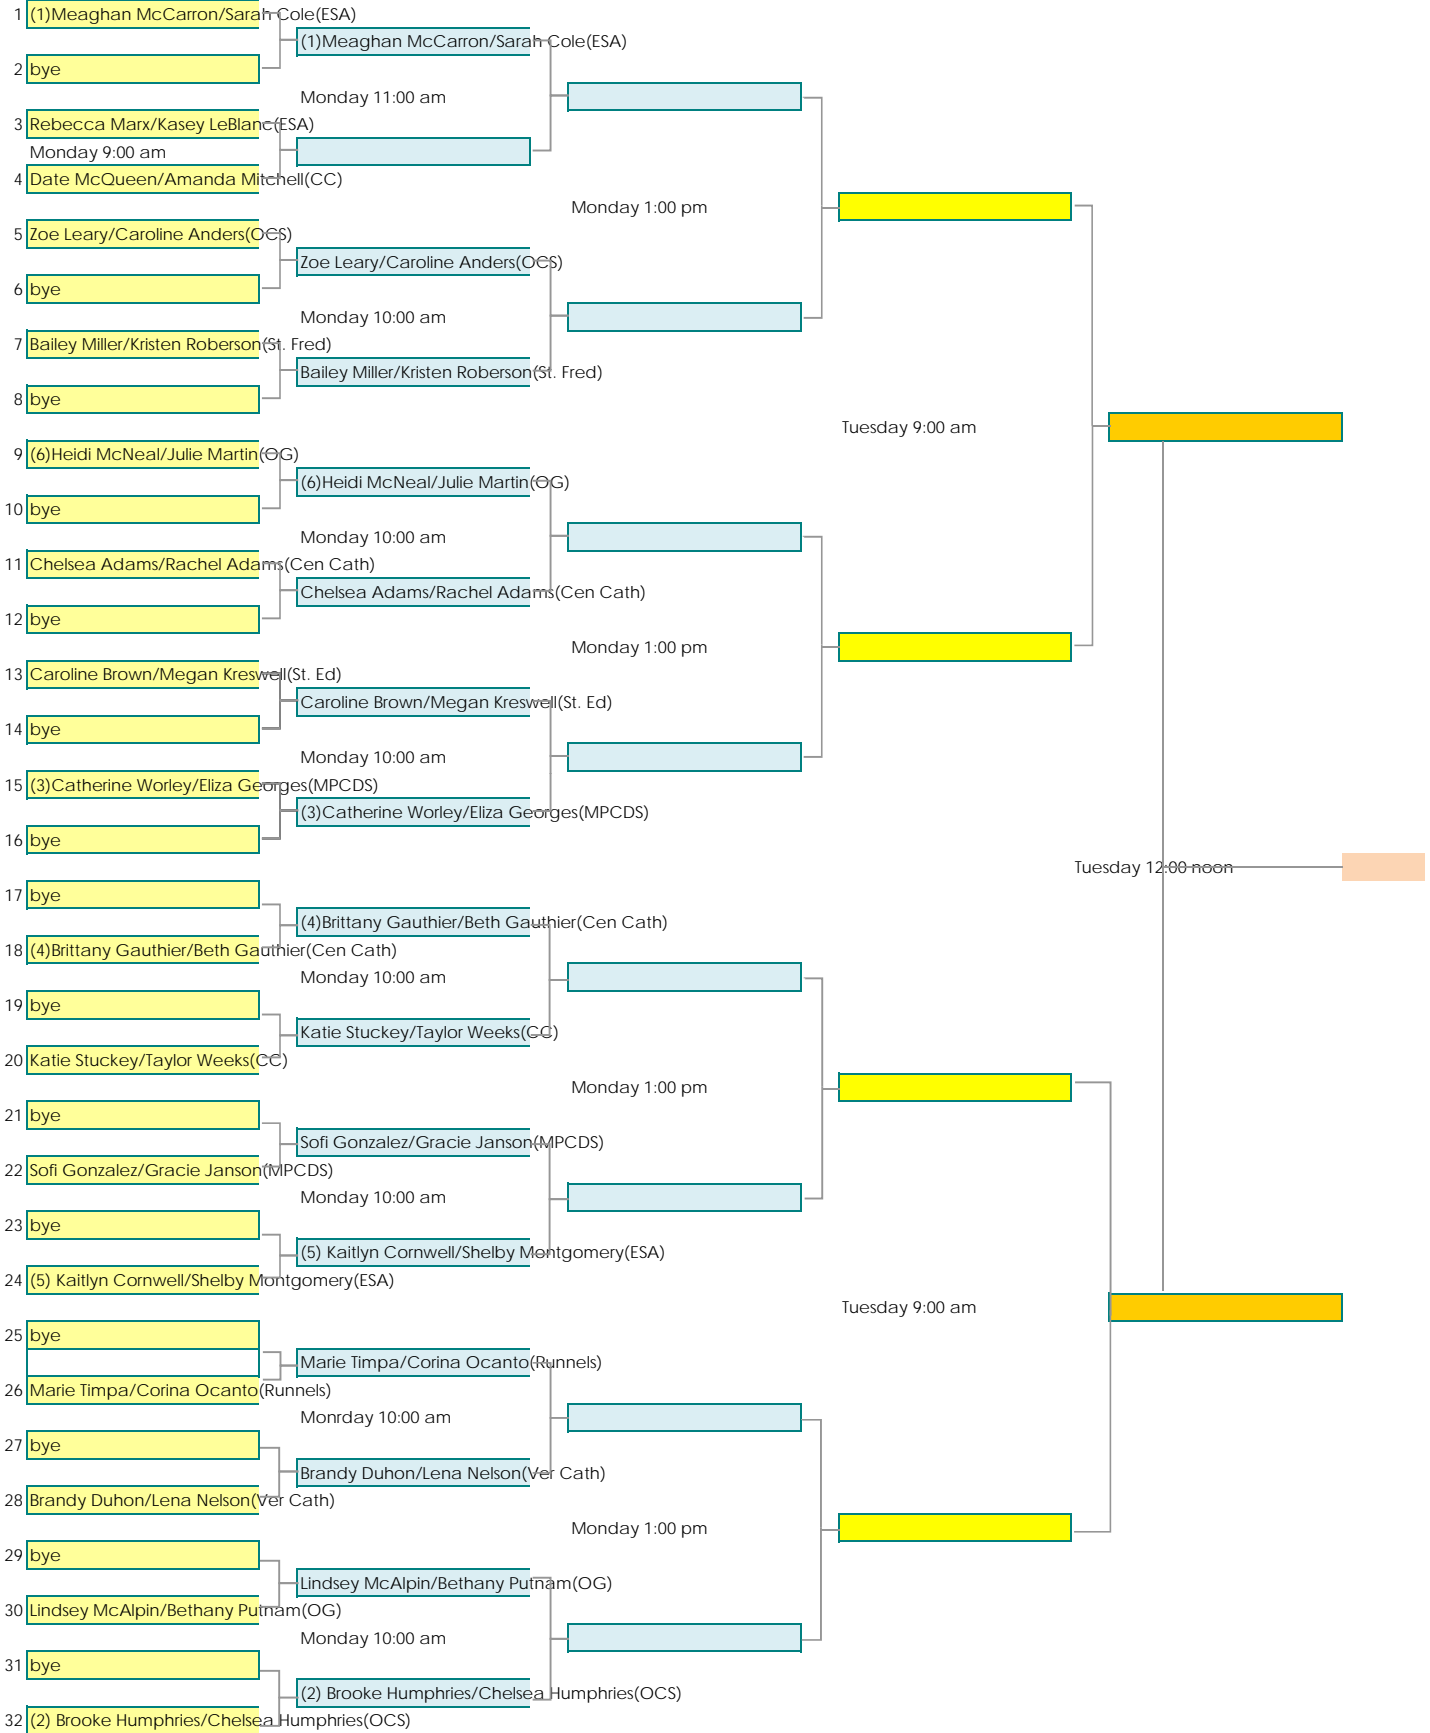 1 (1)Meaghan McCarron/Sarah Cole(ESA)
(1)Meaghan McCarron/Sarah Cole(ESA)
2 bye
Monday 11:00 am
3 Rebecca Marx/Kasey LeBlanc(ESA)
Monday 9:00 am
4 Date McQueen/Amanda Mitchell(CC)
Monday 1:00 pm
5 Zoe Leary/Caroline Anders(OCS)
Zoe Leary/Caroline Anders(OCS)
6 bye
Monday 10:00 am
7 Bailey Miller/Kristen Roberson(St. Fred)
Bailey Miller/Kristen Roberson(St. Fred)
8 bye
Tuesday 9:00 am
9 (6)Heidi McNeal/Julie Martin(OG)
(6)Heidi McNeal/Julie Martin(OG)
10 bye
Monday 10:00 am
11 Chelsea Adams/Rachel Adams(Cen Cath)
Chelsea Adams/Rachel Adams(Cen Cath)
12 bye
Monday 1:00 pm
13 Caroline Brown/Megan Kreswell(St. Ed)
Caroline Brown/Megan Kreswell(St. Ed)
14 bye
Monday 10:00 am
15 (3)Catherine Worley/Eliza Georges(MPCDS)
(3)Catherine Worley/Eliza Georges(MPCDS)
16 bye
Tuesday 12:00 noon
17 bye
(4)Brittany Gauthier/Beth Gauthier(Cen Cath)
18 (4)Brittany Gauthier/Beth Gauthier(Cen Cath)
Monday 10:00 am
19 bye
Katie Stuckey/Taylor Weeks(CC)
20 Katie Stuckey/Taylor Weeks(CC)
Monday 1:00 pm
21 bye
Sofi Gonzalez/Gracie Janson(MPCDS)
22 Sofi Gonzalez/Gracie Janson(MPCDS)
Monday 10:00 am
23 bye
(5) Kaitlyn Cornwell/Shelby Montgomery(ESA)
24 (5) Kaitlyn Cornwell/Shelby Montgomery(ESA)
Tuesday 9:00 am
25 bye
Marie Timpa/Corina Ocanto(Runnels)
26 Marie Timpa/Corina Ocanto(Runnels)
Monrday 10:00 am
27 bye
Brandy Duhon/Lena Nelson(Ver Cath)
28 Brandy Duhon/Lena Nelson(Ver Cath)
Monday 1:00 pm
29 bye
Lindsey McAlpin/Bethany Putnam(OG)
30 Lindsey McAlpin/Bethany Putnam(OG)
Monday 10:00 am
31 bye
(2) Brooke Humphries/Chelsea Humphries(OCS)
32 (2) Brooke Humphries/Chelsea Humphries(OCS)